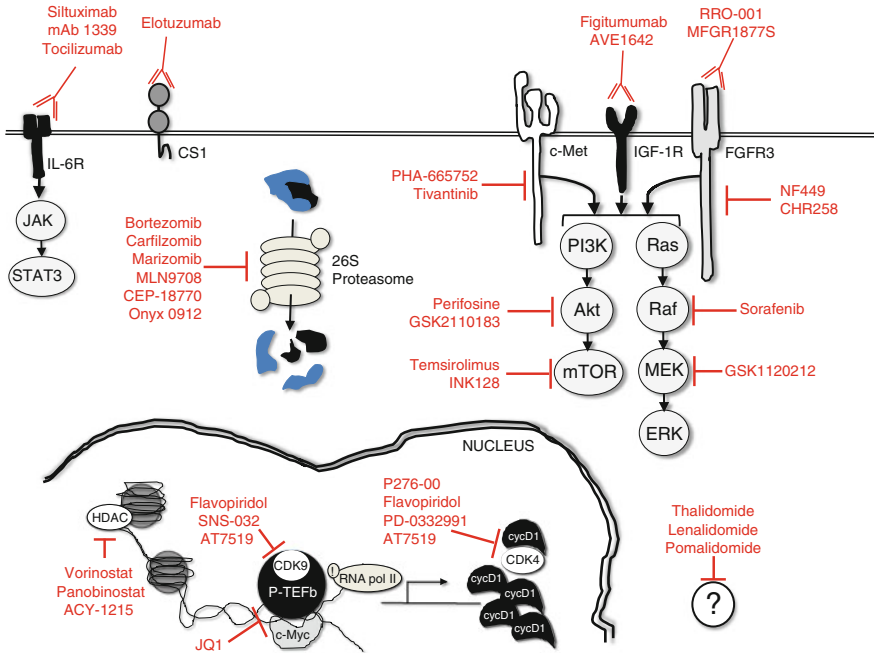 Siltuximab
mAb 1339
Tocilizumab
Elotuzumab
Figitumumab
AVE1642
RRO-001
MFGR1877S
IL-6R
CS1
c-Met
IGF-1R
FGFR3
JAK
STAT3
Bortezomib
Carfilzomib
Marizomib
MLN9708
CEP-18770
Onyx 0912
26S
Proteasome
PHA-665752
Tivantinib
NF449
CHR258
PI3K
Ras
Perifosine
GSK2110183
Akt
Raf
Sorafenib
Temsirolimus
INK128
mTOR
MEK
GSK1120212
ERK
NUCLEUS
HDAC
Vorinostat
Panobinostat
ACY-1215
Flavopiridol
SNS-032
AT7519
CDK9
P-TEFb
!
RNA pol II
c-Myc
JQ1
P276-00
Flavopiridol
PD-0332991
AT7519
cycD1
CDK4
cycD1
cycD1
cycD1
cycD1
Thalidomide
Lenalidomide
Pomalidomide
?